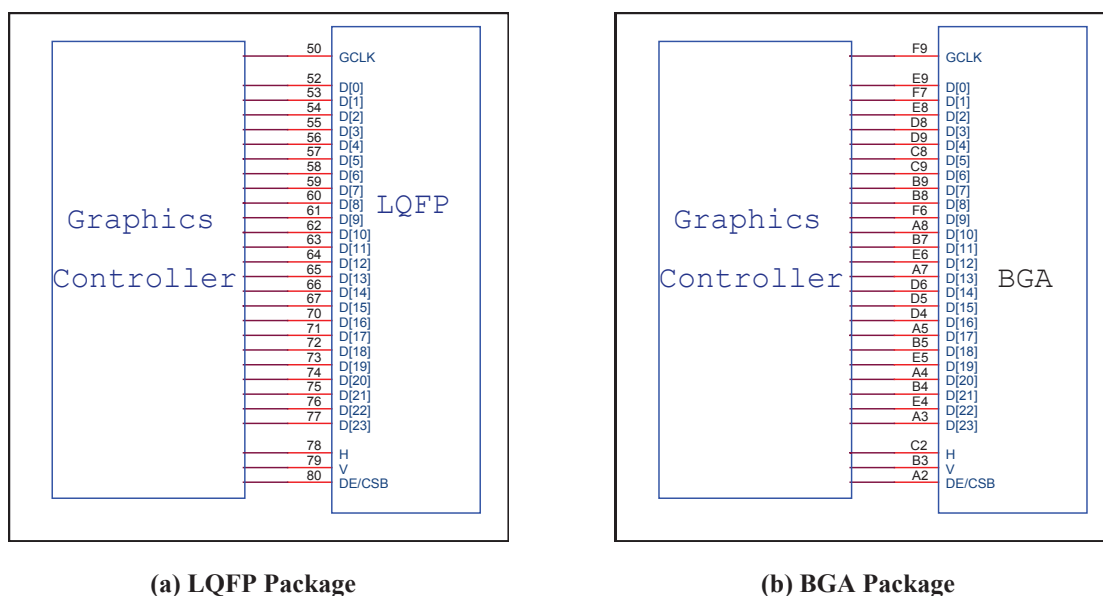 50 GCLK
52 D[0]
53 D[1]
54 D[2]
55 D[3]
56 D[4]
57 D[5]
58 D[6]
59 D[7]
60 D[8]
61 D[9]
62 D[10]
63 D[11]
64 D[12]
65 D[13]
66 D[14]
67 D[15]
70 D[16]
71 D[17]
72 D[18]
73 D[19]
74 D[20]
75 D[21]
76 D[22]
77 D[23]
78 H
79 V
80 DE/CSB
Graphics
Controller
LQFP
(a) LQFP Package
F9 GCLK
E9 D[0]
F7 D[1]
E8 D[2]
D8 D[3]
D9 D[4]
C8 D[5]
C9 D[6]
B9 D[7]
B8 D[8]
F6 D[9]
A8 D[10]
B7 D[11]
E6 D[12]
A7 D[13]
D6 D[14]
D5 D[15]
D4 D[16]
A5 D[17]
B5 D[18]
E5 D[19]
A4 D[20]
B4 D[21]
E4 D[22]
A3 D[23]
C2 H
B3 V
A2 DE/CSB
Graphics
Controller
BGA
(b) BGA Package